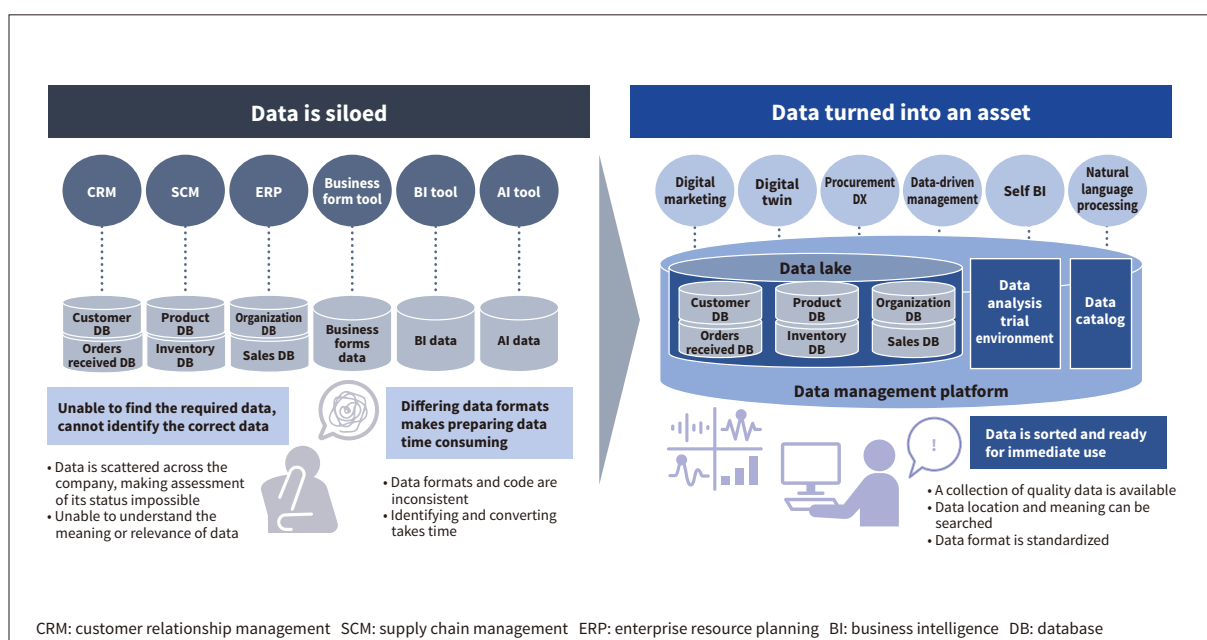 Data is siloed
CRM
SCM
ERP
Business
form tool
BI tool
AI tool
Customer
DB
Orders
received DB
Product
DB
Inventory
DB
Organization
DB
Sales DB
Business
forms
data
BI data
AI data
Unable to find the required data,
cannot identify the correct data
• Data is scattered across the
company, making assessment
of its status impossible
• Unable to understand the
meaning or relevance of data
Differing data formats
makes preparing data
time consuming
• Data formats and code are
inconsistent
• Identifying and converting
takes time
Data turned into an asset
Digital
marketing
Digital
twin
Procurement
DX
Data-driven
management
Self BI
Natural
language
processing
Data lake
Customer
DB
Orders
received DB
Product
DB
Inventory
DB
Organization
DB
Sales DB
Data
analysis
trial
environment
Data
catalog
Data management platform
!
Data is sorted and ready
for immediate use
• A collection of quality data is available
• Data location and meaning can be
searched
• Data format is standardized
CRM: customer relationship management SCM: supply chain management ERP: enterprise resource planning BI: business intelligence DB: database